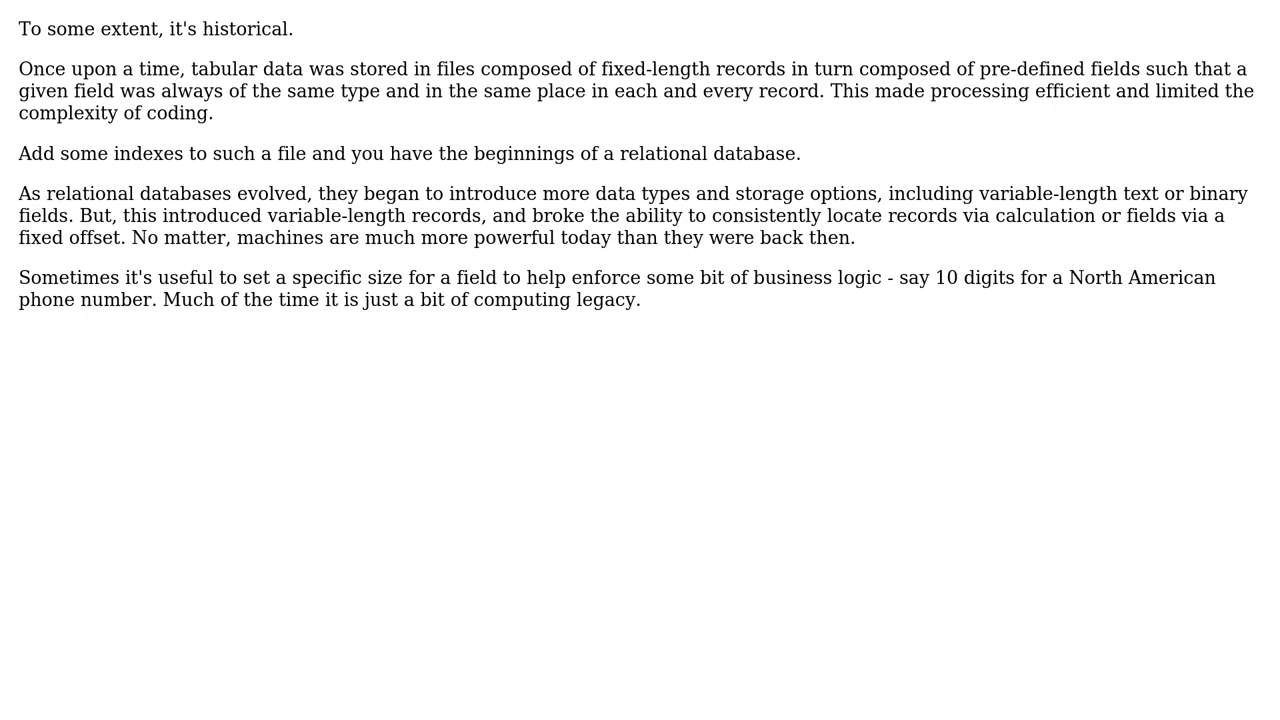 To some extent, it's historical.
Once upon a time, tabular data was stored in files composed of fixed-length records in turn composed of pre-defined fields such that a
given field was always of the same type and in the same place in each and every record. This made processing efficient and limited the
complexity of coding.
Add some indexes to such a file and you have the beginnings of a relational database.
As relational databases evolved, they began to introduce more data types and storage options, including variable-length text or binary
fields. But, this introduced variable-length records, and broke the ability to consistently locate records via calculation or fields via a
fixed offset. No matter, machines are much more powerful today than they were back then.
Sometimes it's useful to set a specific size for a field to help enforce some bit of business logic - say 10 digits for a North American
phone number. Much of the time it is just a bit of computing legacy.